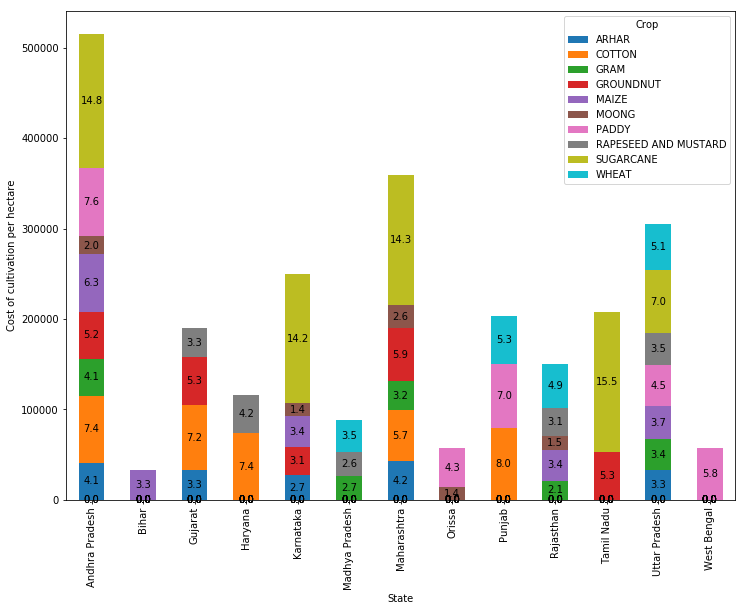 Crop
ARHAR
COTTON
GRAM
GROUNDNUT
MAIZE
MOONG
PADDY
RAPESEED AND MUSTARD
SUGARCANE
WHEAT
Cost of cultivation per hectare
500000
400000
300000
200000
100000
0
14.8
7.6
2.0
6.3
5.2
4.1
7.4
4.1
0.0
3.3
0.0
3.3
5.3
7.2
3.3
0.0
4.2
7.4
0.0
14.2
1.4
3.4
3.1
2.7
0.0
3.5
2.6
2.7
0.0
14.3
2.6
5.9
3.2
5.7
4.2
0.0
4.3
1.4
0.0
5.3
7.0
8.0
0.0
4.9
3.1
1.5
3.4
2.1
0.0
15.5
5.3
0.0
5.1
7.0
3.5
4.5
3.7
3.4
3.3
0.0
5.8
0.0
Andhra Pradesh
Bihar
Gujarat
Haryana
Karnataka
Madhya Pradesh
Maharashtra
Orissa
Punjab
Rajasthan
Tamil Nadu
Uttar Pradesh
West Bengal
State